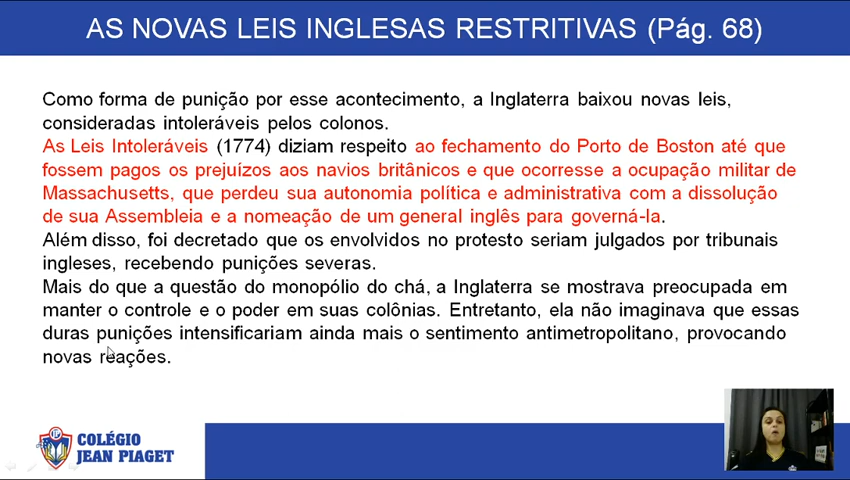 AS NOVAS LEIS INGLESAS RESTRITIVAS (Pág. 68)
Como forma de punição por esse acontecimento, a Inglaterra baixou novas leis,
consideradas intoleráveis pelos colonos.
As Leis Intoleráveis (1774) diziam respeito ao fechamento do Porto de Boston até que
fossem pagos os prejuízos aos navios britânicos e que ocorresse a ocupação militar de
Massachusetts, que perdeu sua autonomia política e administrativa com a dissolução
de sua Assembleia e a nomeação de um general inglês para governá-la.
Além disso, foi decretado que os envolvidos no protesto seriam julgados por tribunais
ingleses, recebendo punições severas.
Mais do que a questão do monopólio do chá, a Inglaterra se mostrava preocupada em
manter o controle e o poder em suas colônias. Entretanto, ela não imaginava que essas
duras punições intensificariam ainda mais o sentimento antimetropolitano, provocando
novas reações.
COLÉGIO
JEAN PIAGET